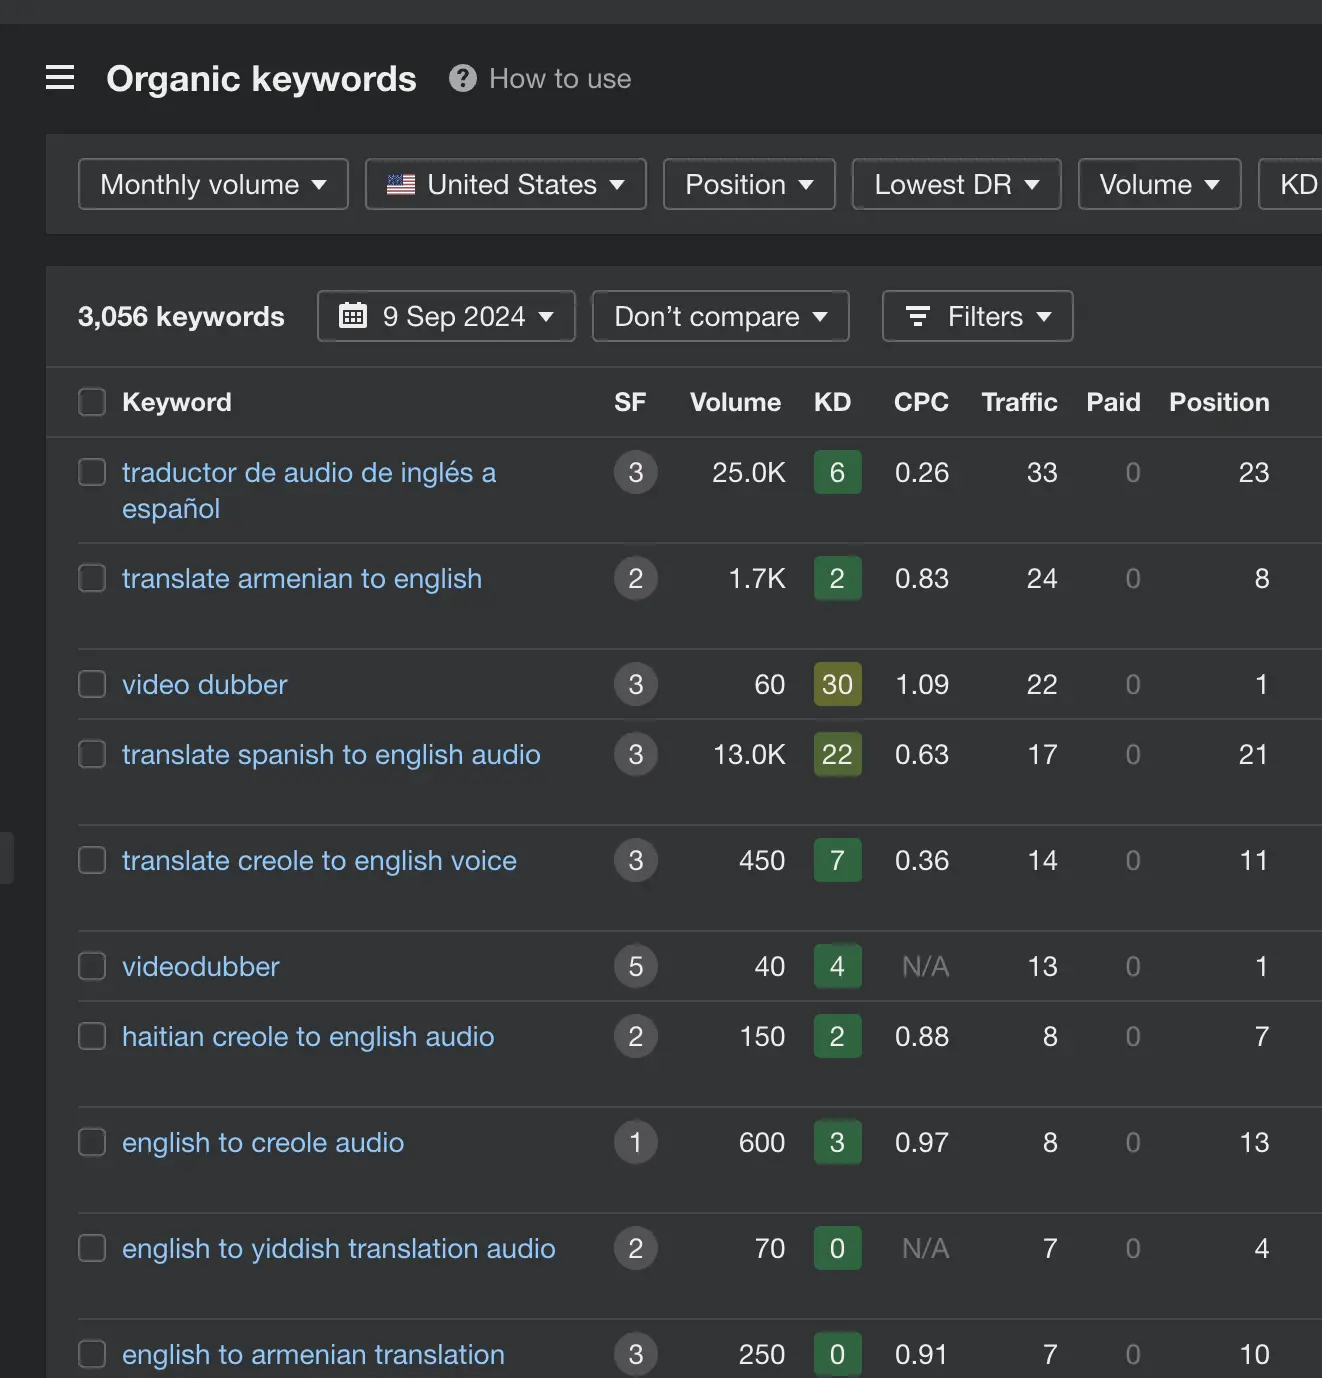 Organic keywords How to use
Monthly volume United States Position Lowest DR Volume KD
3,056 keywords 9 Sep 2024 Don't compare Filters
Keyword SF Volume KD CPC Traffic Paid Position
traductor de audio de inglés a 3 25.0K 6 0.26 33 0 23
español
translate armenian to english 2 1.7K 2 0.83 24 0 8
video dubber 3 60 30 1.09 22 0 1
translate spanish to english audio 3 13.0K 22 0.63 17 0 21
translate creole to english voice 3 450 7 0.36 14 0 11
videodubber 5 40 4 N/A 13 0 1
haitian creole to english audio 2 150 2 0.88 8 0 7
english to creole audio 1 600 3 0.97 8 0 13
english to yiddish translation audio 2 70 0 N/A 7 0 4
english to armenian translation 3 250 0 0.91 7 0 10